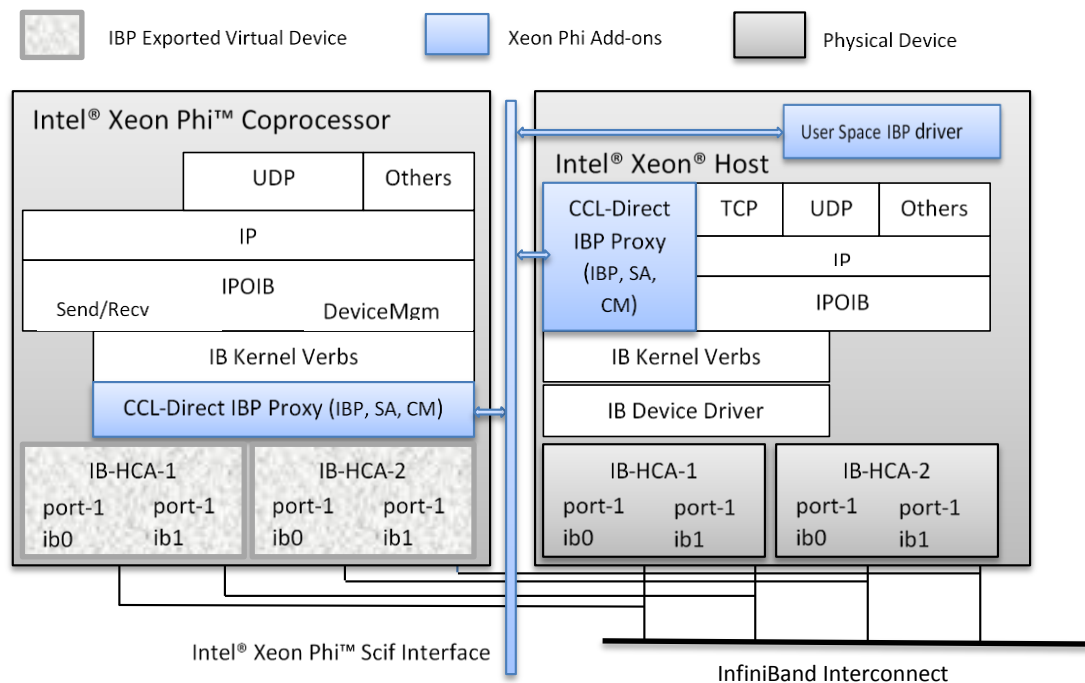 IBP Exported Virtual Device
Xeon Phi Add-ons
Physical Device
Intel® Xeon Phi™ Coprocessor
UDP
Others
IP
IPOIB
Send/Recv
DeviceMgm
IB Kernel Verbs
CCL-Direct IBP Proxy (IBP, SA, CM)
IB-HCA-1
port-1 port-1
ib0 ib1
IB-HCA-2
port-1 port-1
ib0 ib1
User Space IBP driver
Intel® Xeon® Host
CCL-Direct
IBP Proxy
(IBP, SA,
CM)
TCP
UDP
Others
IP
IPOIB
IB Kernel Verbs
IB Device Driver
IB-HCA-1
port-1 port-1
ib0 ib1
IB-HCA-2
port-1 port-1
ib0 ib1
Intel® Xeon Phi™ Scif Interface
InfiniBand Interconnect